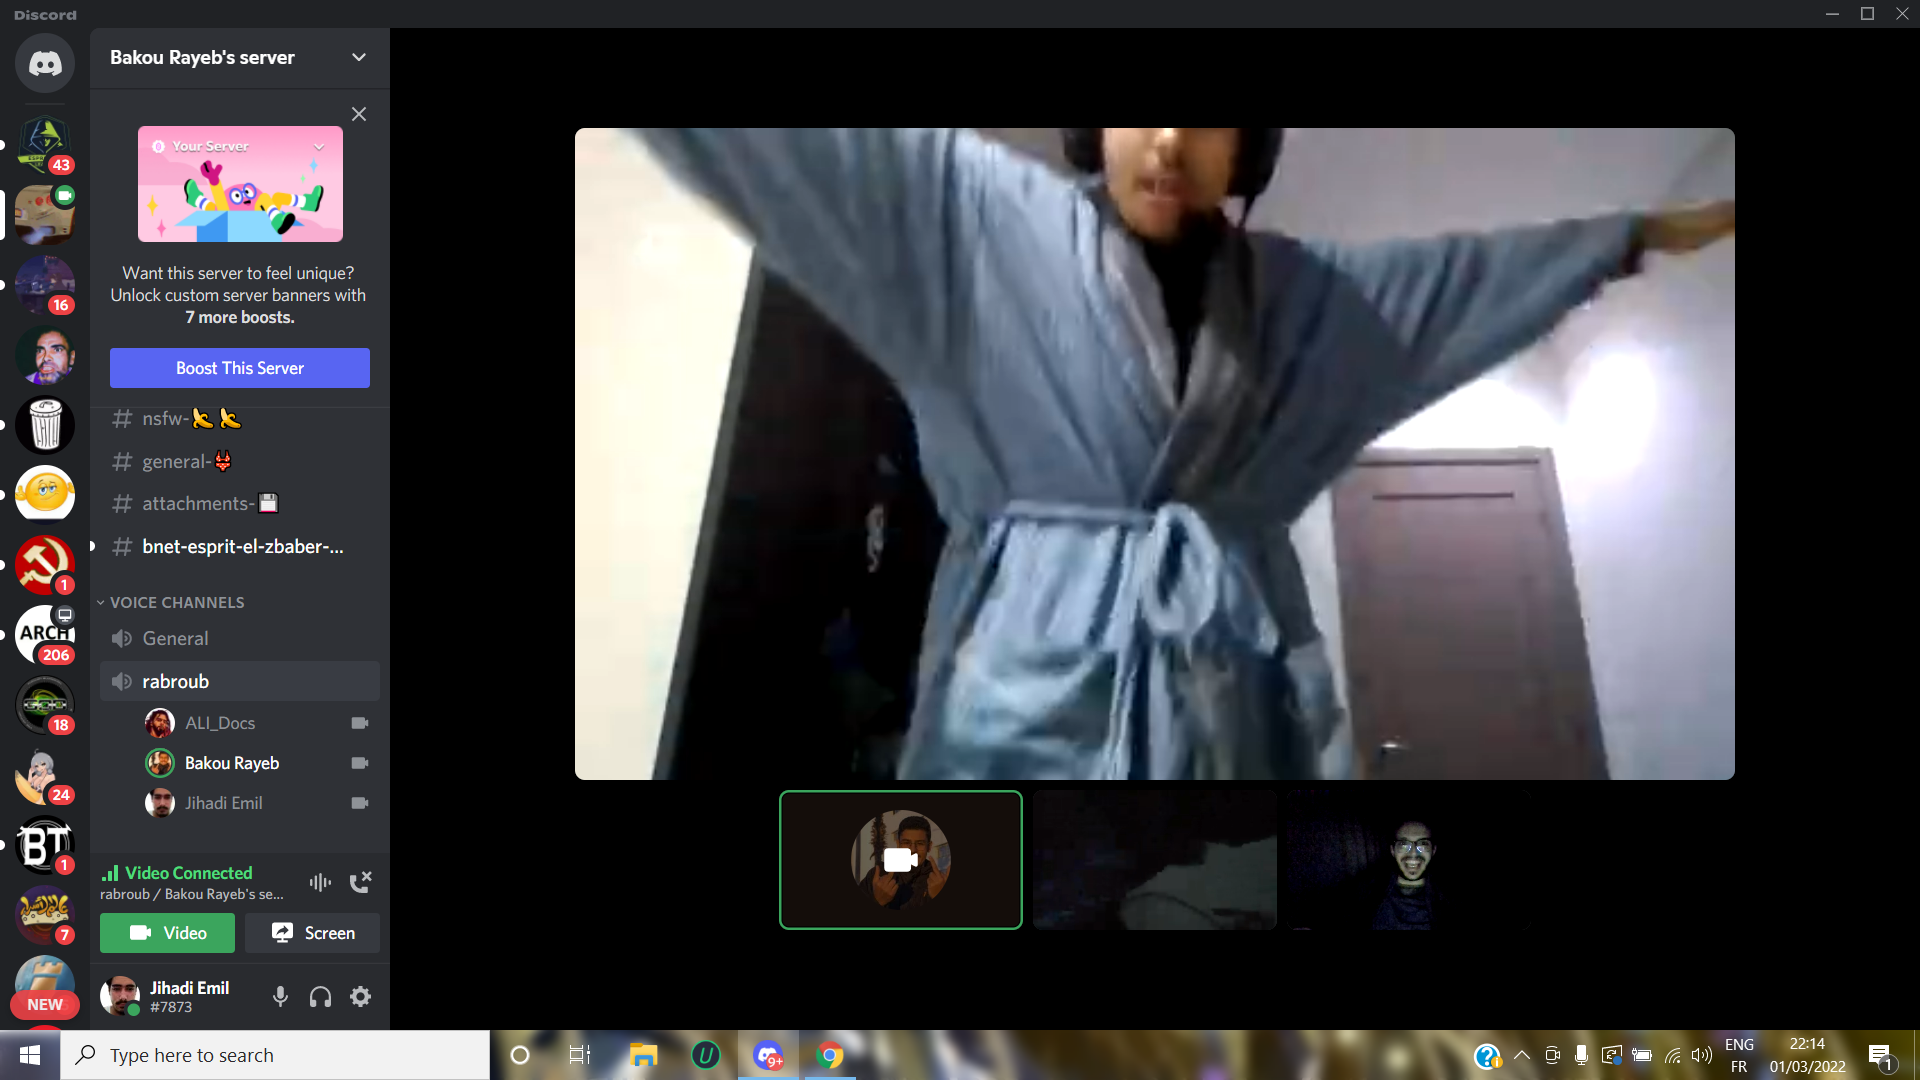 Discord
Bakou Rayeb's server
Your Server
Want this server to feel unique?
Unlock custom server banners with
7 more boosts.
Boost This Server
nsfw-
general-
attachments-
bnet-esprit-el-zbaber-...
VOICE CHANNELS
General
rabroub
ALI_Docs
Bakou Rayeb
Jihadi Emil
Video Connected
rabroub / Bakou Rayeb's se...
Video
Screen
Jihadi Emil
#7873
43
16
1
ARCH
206
18
24
BT
1
7
NEW
Type here to search
9+
ENG
FR
22:14
01/03/2022
1